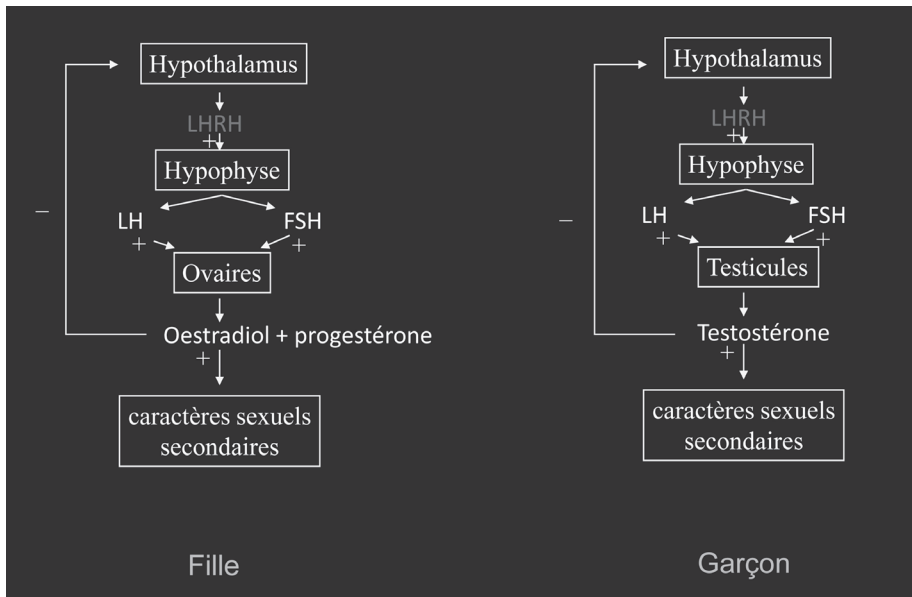 Hypothalamus
LHRH
+
Hypophyse
LH
FSH
+
+
–
Ovaires
Oestradiol + progestérone
+
caractères sexuels
secondaires
Fille
Hypothalamus
LHRH
+
Hypophyse
LH
FSH
+
+
–
Testicules
Testostérone
+
caractères sexuels
secondaires
Garçon